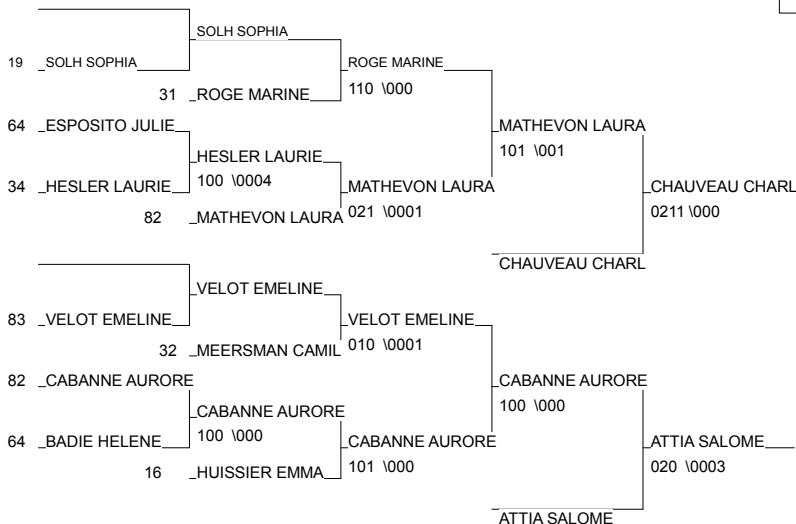 SOLH SOPHIA
19 SOLH SOPHIA
ROGE MARINE
110 \000
31 ROGE MARINE
64 ESPOSITO JULIE
MATHEVON LAURA
101 \001
HESLER LAURIE
100 \0004
34 HESLER LAURIE
MATHEVON LAURA
021 \0001
CHAUVEAU CHARL
0211 \000
82 MATHEVON LAURA
CHAUVEAU CHARL
VELOT EMELINE
83 VELOT EMELINE
VELOT EMELINE
010 \0001
32 MEERSMAN CAMIL
82 CABANNE AURORE
CABANNE AURORE
100 \000
CABANNE AURORE
100 \000
64 BADIE HELENE
CABANNE AURORE
101 \000
ATTIA SALOME
020 \0003
16 HUISSIER EMMA
ATTIA SALOME